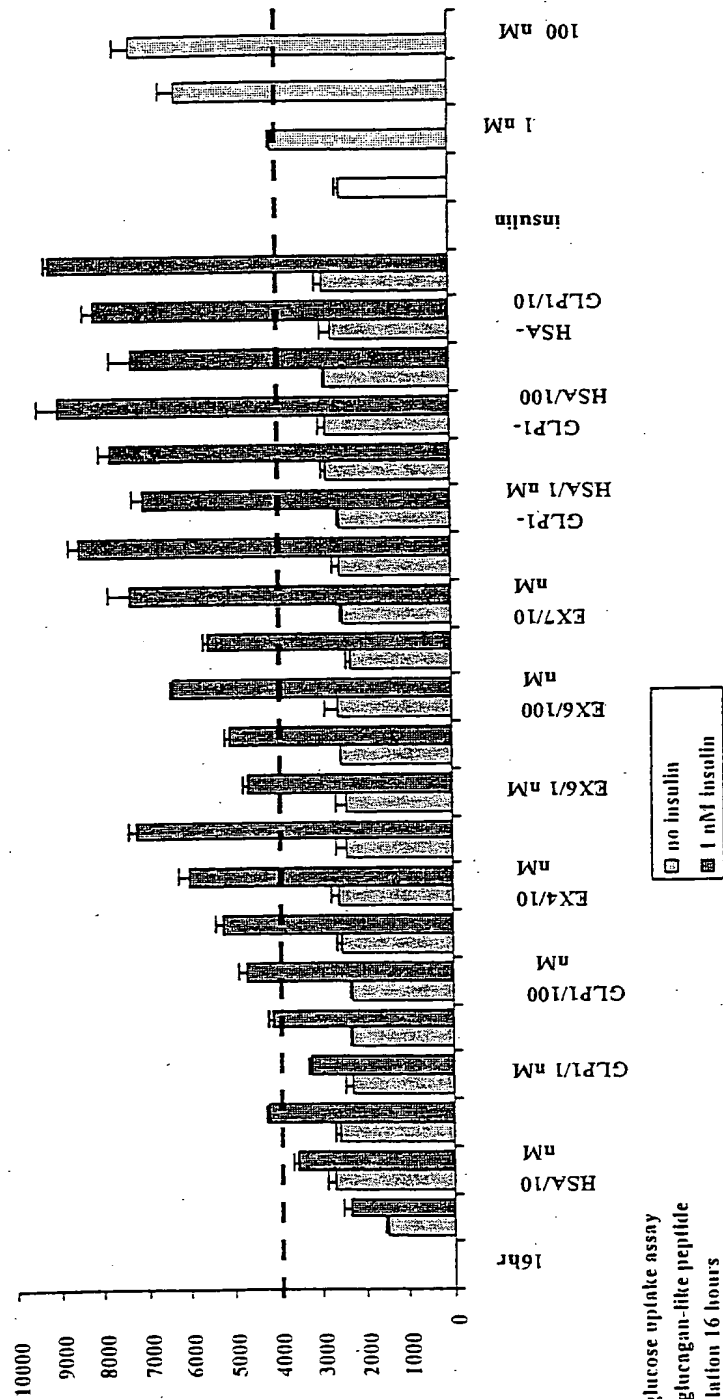 10000
9000
8000
7000
6000
5000
4000
3000
2000
1000
0
16hr
HSA/10
nM
GLP1/1 nM
GLP1/100
nM
EX4/10
nM
EX6/1 nM
EX6/100
nM
EX7/10
nM
GLP1-
HSA/1 nM
GLP1-
HSA/100
HSA-
GLP1/10
insulin
1 nM
100 nM
no insulin
1 nM insulin
glucose uptake assay
glucagan-like peptide
lation 16 hours